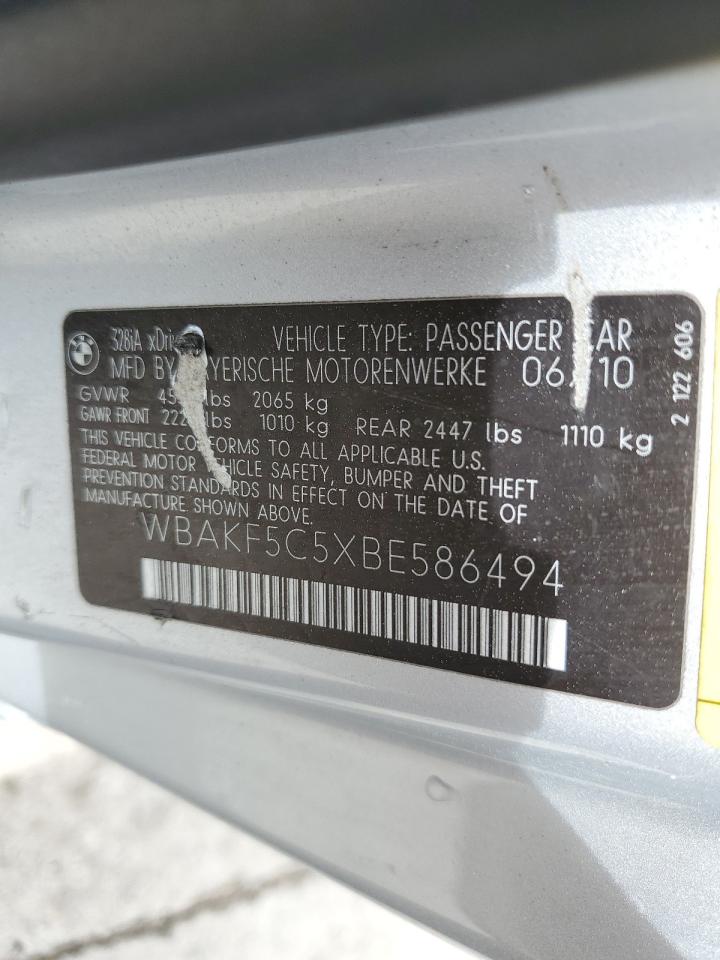 328iA VEHICLE TYPE: PASSENGER CAR
MFD BY BAYERISCHE MOTORENWERKE 06/10
GVWR lbs 2065 kg
GAWR FRONT lbs 1010 kg REAR 2447 lbs 1110 kg
THIS VEHICLE CONFORMS TO ALL APPLICABLE U.S.
FEDERAL MOTOR VEHICLE SAFETY, BUMPER AND THEFT
PREVENTION STANDARDS IN EFFECT ON THE DATE OF
MANUFACTURE SHOWN ABOVE.
WBAKF5C5XBE586494
2 122 606